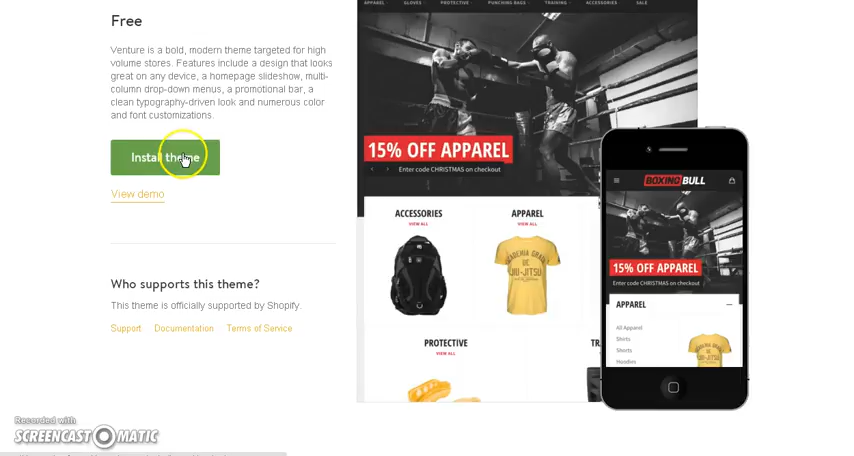 Free
Venture is a bold, modern theme targeted for high
volume stores. Features include a design that looks
great on any device, a homepage slideshow, multi-
column drop-down menus, a promotional bar, a
clean typography-driven look and numerous color
and font customizations.
Install theme
View demo
Who supports this theme?
This theme is officially supported by Shopify.
Support Documentation Terms of Service
APPAREL GLOVES PROTECTIVE PUNCHING BAGS TRAINING ACCESSORIES SALE
15% OFF APPAREL
Enter code CHRISTMAS on checkout
ACCESSORIES APPAREL
VIEW ALL VIEW ALL
ACADEMIA GRACIE
DE
JIU-JITSU
PROTECTIVE
VIEW ALL
BOXING BULL
15% OFF APPAREL
Enter code CHRISTMAS on checkout
APPAREL
All Apparel
Shirts
Shorts
Hoodies
Recorded with
SCREENCAST-O-MATIC